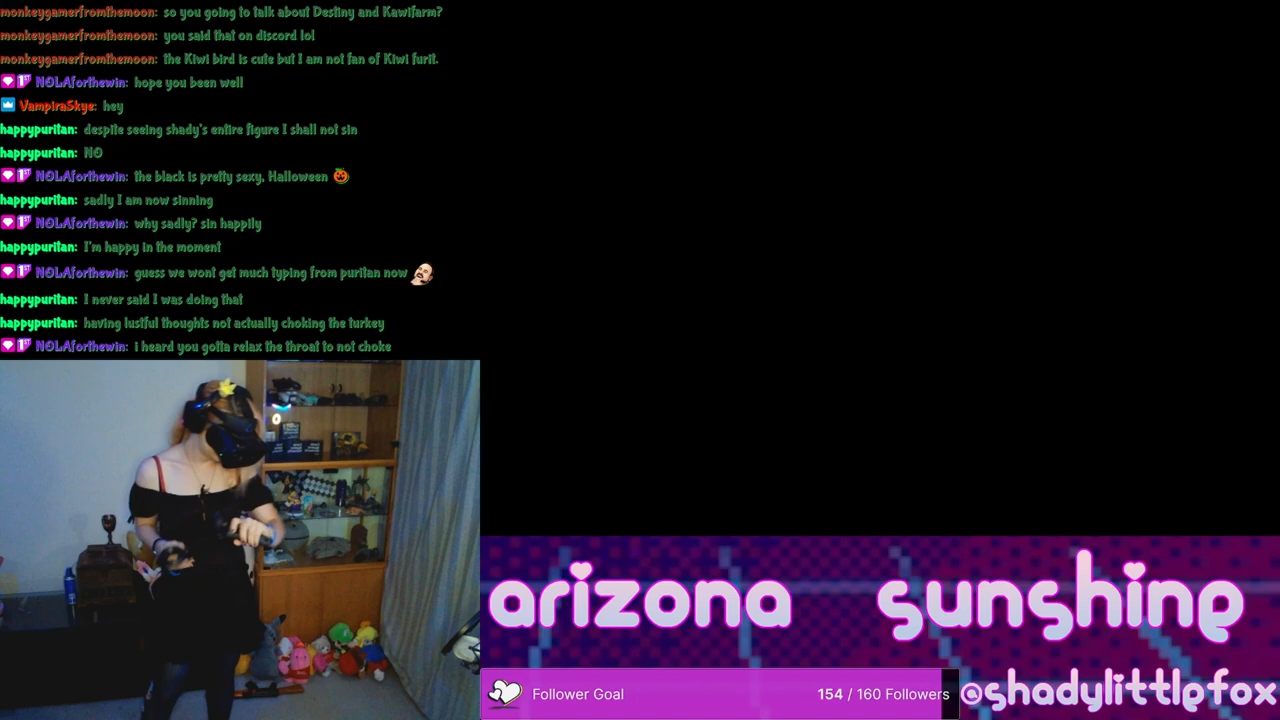 monkeygamerfromthemoon: so you going to talk about Destiny and Kawifarm?
monkeygamerfromthemoon: you said that on discord lol
monkeygamerfromthemoon: the Kiwi bird is cute but I am not fan of Kiwi furit.
NOLAforthewin: hope you been well
VampiraSkye: hey
happypuritan: despite seeing shady's entire figure I shall not sin
happypuritan: NO
NOLAforthewin: the black is pretty sexy, Halloween 🎃
happypuritan: sadly I am now sinning
NOLAforthewin: why sadly? sin happily
happypuritan: I'm happy in the moment
NOLAforthewin: guess we wont get much typing from puritan now
happypuritan: I never said I was doing that
happypuritan: having lustful thoughts not actually choking the turkey
NOLAforthewin: i heard you gotta relax the throat to not choke
arizona sunshine
Follower Goal 154 / 160 Followers
@shadylittlefox